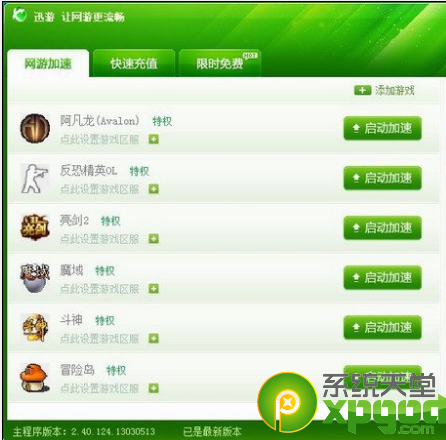 迅游 让网游更流畅
网游加速 快速充值 限时免费 HOT
添加游戏
阿凡龙(Avalon) 特权
点此设置游戏区服
启动加速
反恐精英OL 特权
点此设置游戏区服
启动加速
亮剑2 特权
点此设置游戏区服
启动加速
亮剑
魔域 特权
点此设置游戏区服
启动加速
魔域
斗神 特权
点此设置游戏区服
启动加速
斗神
冒险岛 特权
点此设置游戏区服
启动加速
系统天堂
xpgod
主程序版本: 2.40.124.13030513 已是最新版本